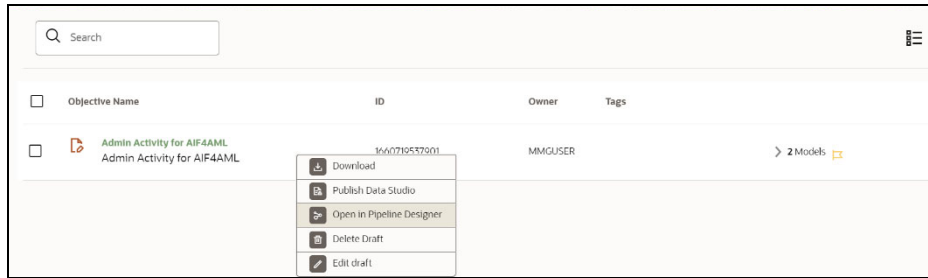 Search
Objective Name ID Owner Tags
Admin Activity for AIF4AML
Admin Activity for AIF4AML 1660719537901 MMGUSER 2 Models
Download
Publish Data Studio
Open in Pipeline Designer
Delete Draft
Edit draft